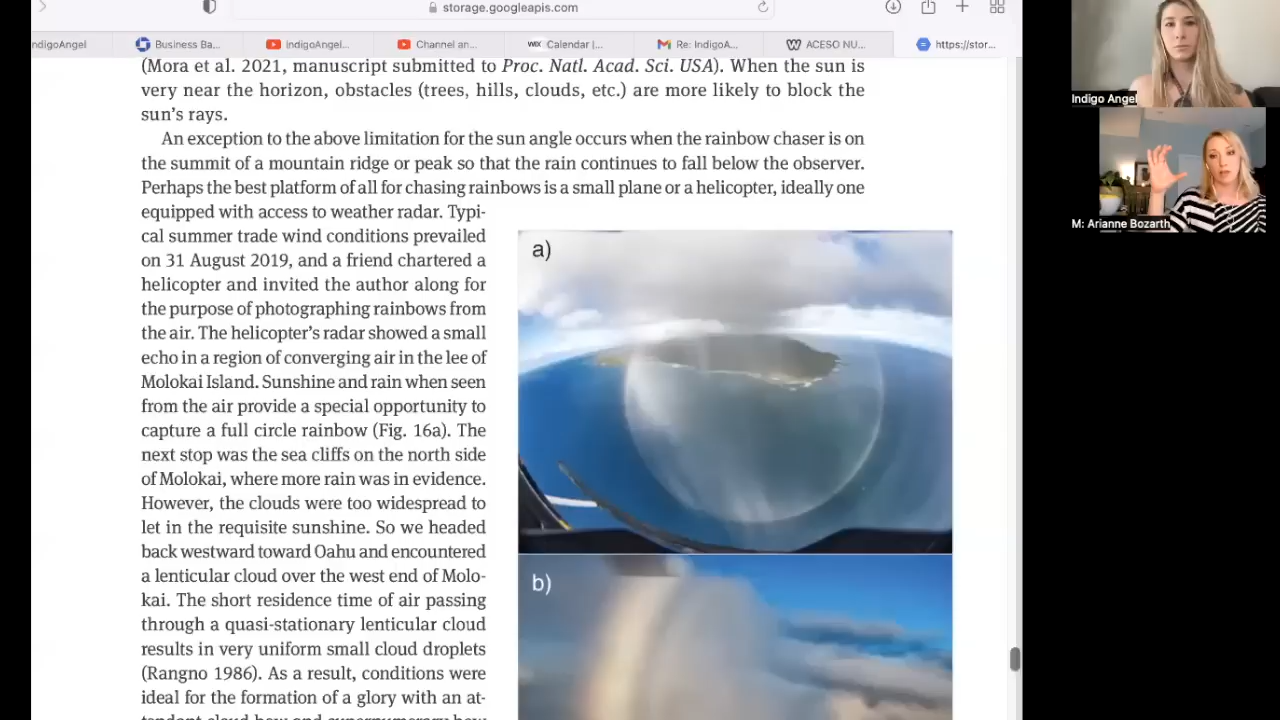 storage.googleapis.com
ndigoAngel
Business Ba...
IndigoAngel...
Channel an...
WIX Calendar |...
Re: IndigoA...
ACESO NU...
https://stor...
(Mora et al. 2021, manuscript submitted to Proc. Natl. Acad. Sci. USA). When the sun is
very near the horizon, obstacles (trees, hills, clouds, etc.) are more likely to block the
sun's rays.
An exception to the above limitation for the sun angle occurs when the rainbow chaser is on
the summit of a mountain ridge or peak so that the rain continues to fall below the observer.
Perhaps the best platform of all for chasing rainbows is a small plane or a helicopter, ideally one
equipped with access to weather radar. Typi-
cal summer trade wind conditions prevailed
on 31 August 2019, and a friend chartered a
helicopter and invited the author along for
the purpose of photographing rainbows from
the air. The helicopter's radar showed a small
echo in a region of converging air in the lee of
Molokai Island. Sunshine and rain when seen
from the air provide a special opportunity to
capture a full circle rainbow (Fig. 16a). The
next stop was the sea cliffs on the north side
of Molokai, where more rain was in evidence.
However, the clouds were too widespread to
let in the requisite sunshine. So we headed
back westward toward Oahu and encountered
a lenticular cloud over the west end of Molo-
kai. The short residence time of air passing
through a quasi-stationary lenticular cloud
results in very uniform small cloud droplets
(Rangno 1986). As a result, conditions were
ideal for the formation of a glory with an at-
tendant cloud bow and supernumerary bow
a)
b)
Indigo Angel
M: Arianne Bozarth